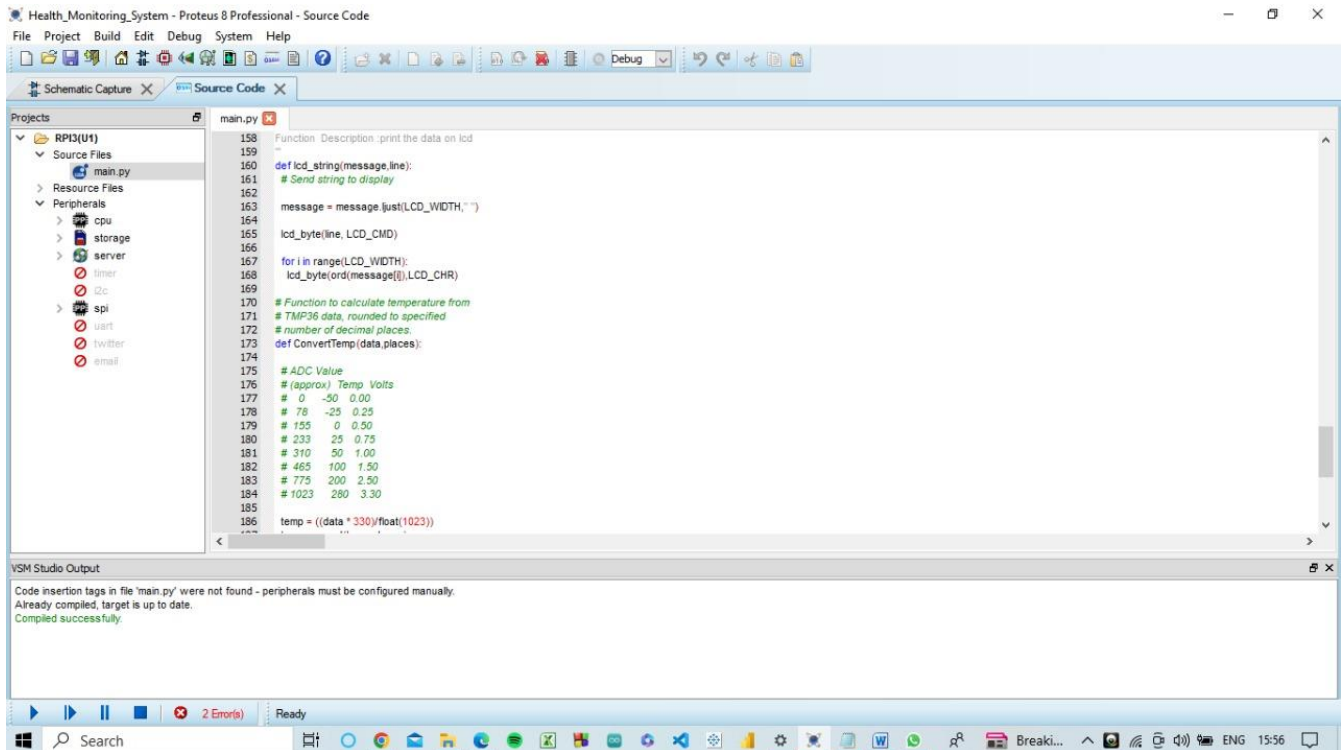 Health_Monitoring_System - Proteus 8 Professional - Source Code
File Project Build Edit Debug System Help
Debug
Schematic Capture
Source Code
Projects
RPI3(U1)
Source Files
main.py
Resource Files
Peripherals
cpu
storage
server
timer
i2c
spi
uart
twitter
email
main.py
158 Function Description :print the data on lcd
159 '''
160 def lcd_string(message,line):
161 # Send string to display
162
163 message = message.ljust(LCD_WIDTH," ")
164
165 lcd_byte(line, LCD_CMD)
166
167 for i in range(LCD_WIDTH):
168 lcd_byte(ord(message[i]),LCD_CHR)
169
170 # Function to calculate temperature from
171 # TMP36 data, rounded to specified
172 # number of decimal places.
173 def ConvertTemp(data,places):
174
175 # ADC Value
176 # (approx) Temp Volts
177 # 0 -50 0.00
178 # 78 -25 0.25
179 # 155 0 0.50
180 # 233 25 0.75
181 # 310 50 1.00
182 # 465 100 1.50
183 # 775 200 2.50
184 # 1023 280 3.30
185
186 temp = ((data * 330)/float(1023))
VSM Studio Output
Code insertion tags in file 'main.py' were not found - peripherals must be configured manually.
Already compiled, target is up to date.
Compiled successfully.
2 Error(s) Ready
Search
Breaki...
ENG 15:56